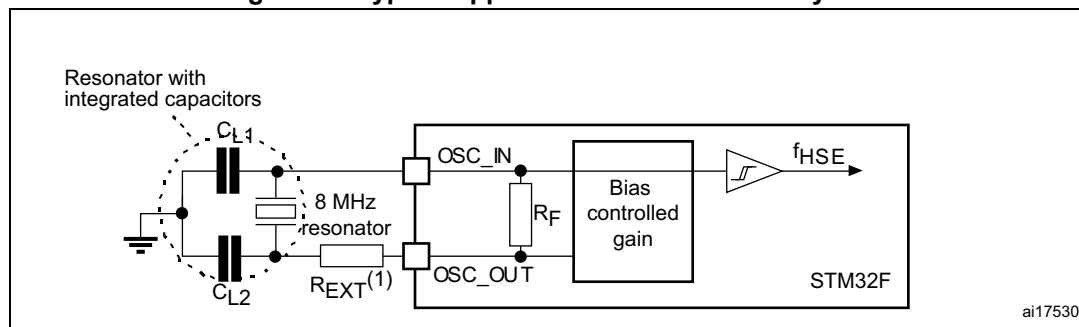 Resonator with
integrated capacitors
CL1
OSC_IN
fHSE
8 MHz
resonator
RF
Bias
controlled
gain
REXT(1)
OSC_OUT
STM32F
CL2
ai17530